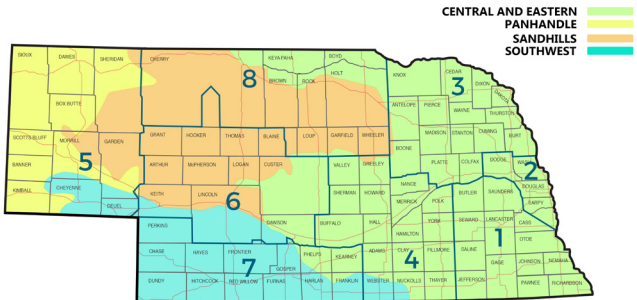 CENTRAL AND EASTERN
PANHANDLE
SANDHILLS
SOUTHWEST
SIOUX DAWES SHERIDAN CHERRY KEYA PAHA BOYD
BROWN ROCK HOLT KNOX CEDAR DIXON DAKOTA
8 3
BOX BUTTE ANTELOPE PIERCE WAYNE THURSTON
SCOTTS BLUFF MORRILL GARDEN GRANT HOOKER THOMAS BLAINE LOUP GARFIELD WHEELER BOONE MADISON STANTON CUMING BURT
BANNER ARTHUR McPHERSON LOGAN CUSTER VALLEY GREELEY PLATTE COLFAX DODGE WASH
5 2
KIMBALL CHEYENNE DEUEL KEITH LINCOLN SHERMAN HOWARD NANCE MERRICK POLK BUTLER SAUNDERS DOUGLAS SARPY
6
PERKINS DAWSON BUFFALO HALL HAMILTON YORK SEWARD LANCASTER CASS
1
OTOE
CHASE HAYES FRONTIER GOSPER PHELPS KEARNEY ADAMS CLAY FILLMORE SALINE GAGE JOHNSON NEMAHA
7 4
DUNDY HITCHCOCK RED WILLOW FURNAS HARLAN FRANKLIN WEBSTER NUCKOLLS THAYER JEFFERSON PAWNEE RICHARDSON